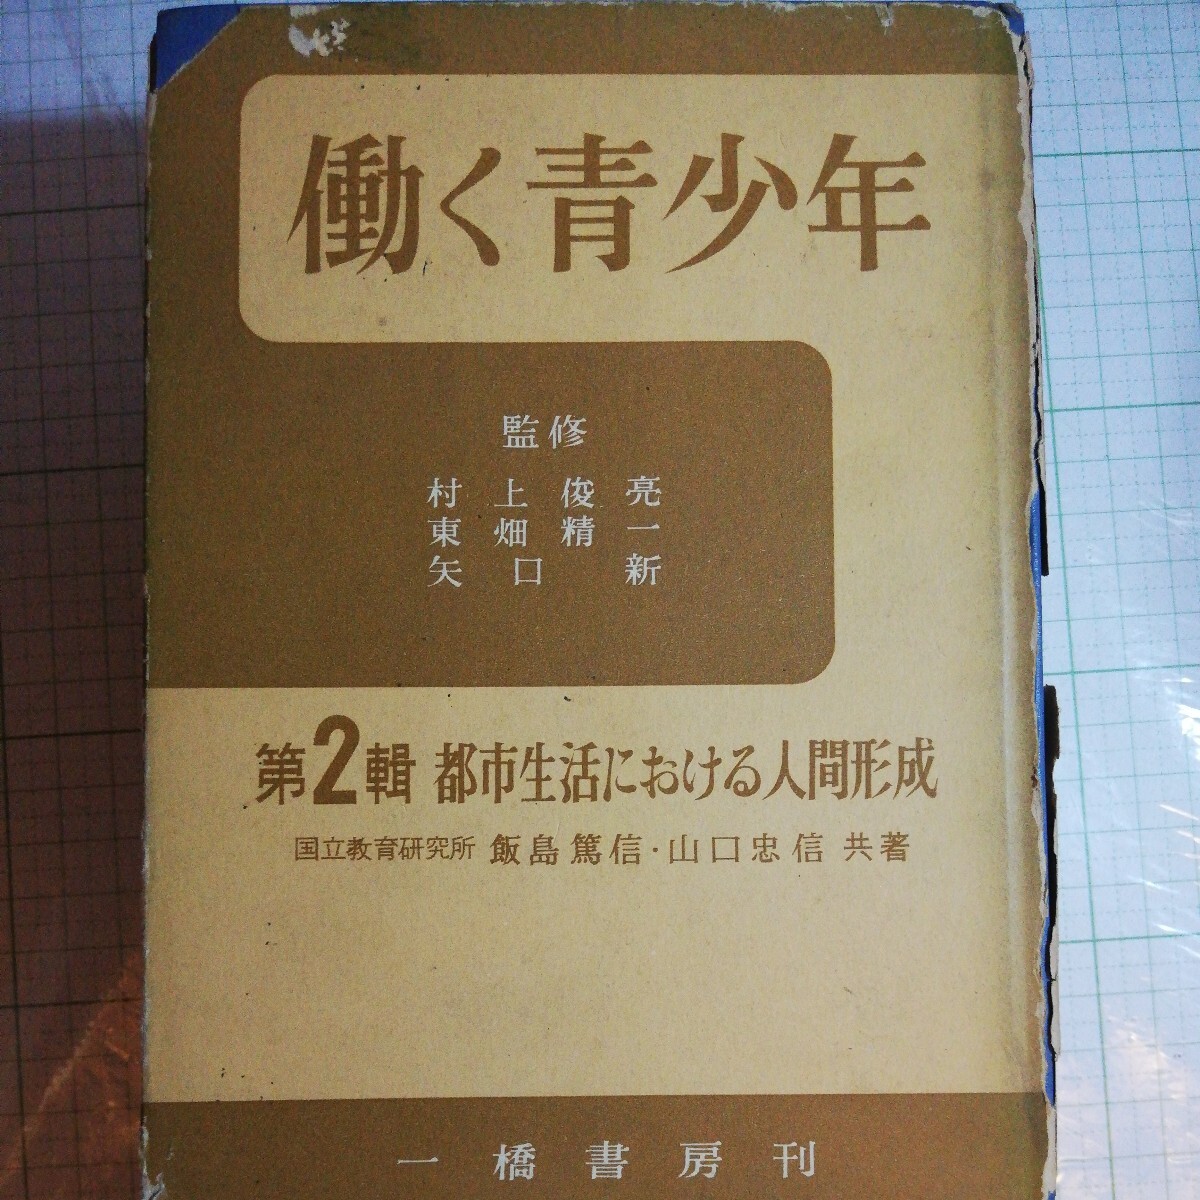 働く青少年
監修
村上俊亮
東畑精一
矢口新
第2輯 都市生活における人間形成
国立教育研究所 飯島篤信・山口忠信 共著
一橋書房刊